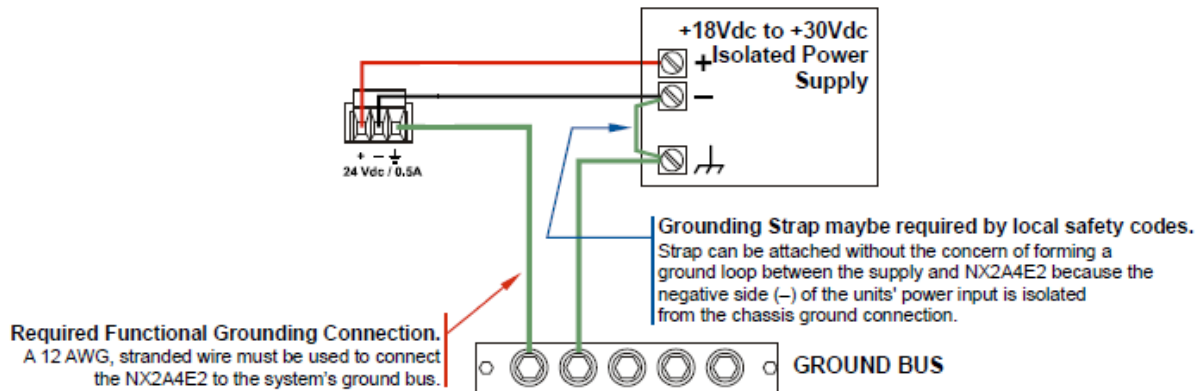 +18Vdc to +30Vdc
Isolated Power
Supply
+
−
+ −
24 Vdc / 0.5A
Grounding Strap maybe required by local safety codes.
Strap can be attached without the concern of forming a
ground loop between the supply and NX2A4E2 because the
negative side (–) of the units' power input is isolated
from the chassis ground connection.
Required Functional Grounding Connection.
A 12 AWG, stranded wire must be used to connect
the NX2A4E2 to the system's ground bus.
GROUND BUS